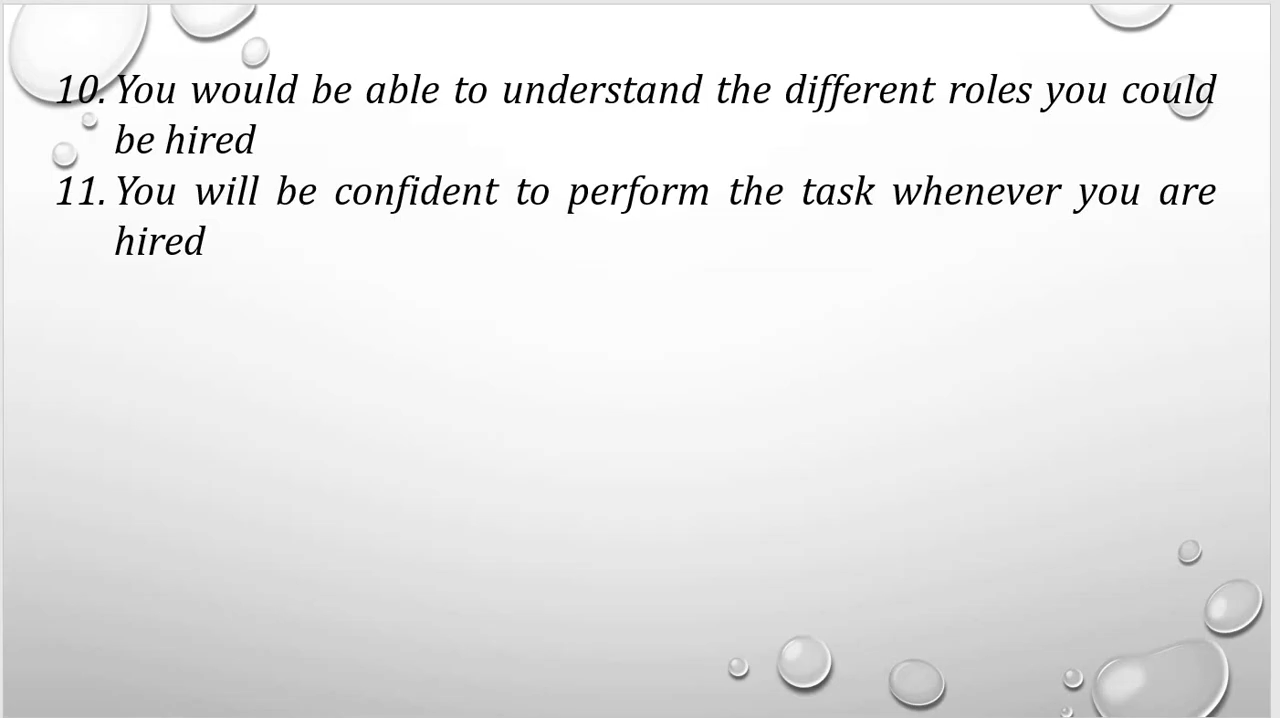 10. You would be able to understand the different roles you could
be hired
11. You will be confident to perform the task whenever you are
hired